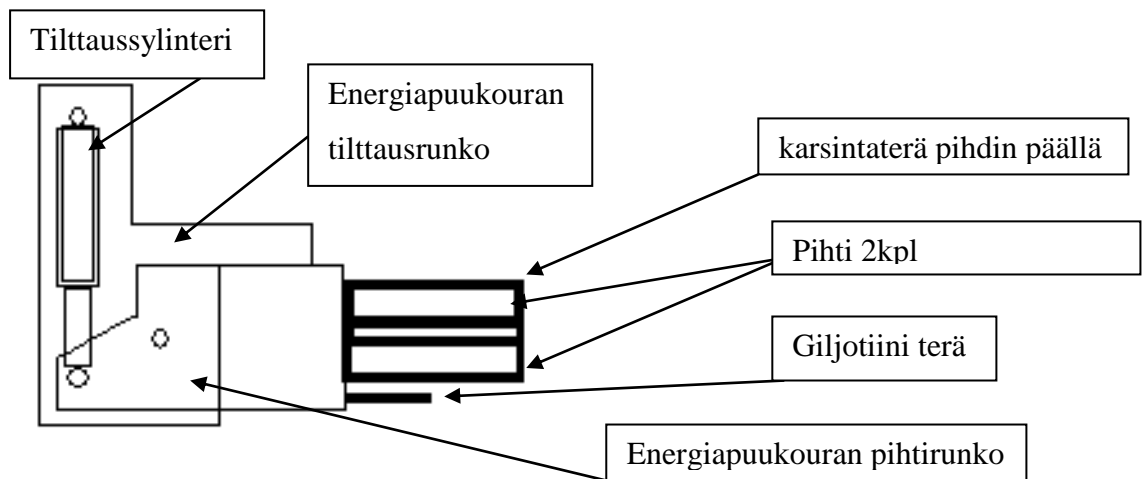 Tilttaussylinteri
Energiapuukouran
tilttausrunko
karsintaterä pihdin päällä
Pihti 2kpl
Giljotiini terä
Energiapuukouran pihtirunko